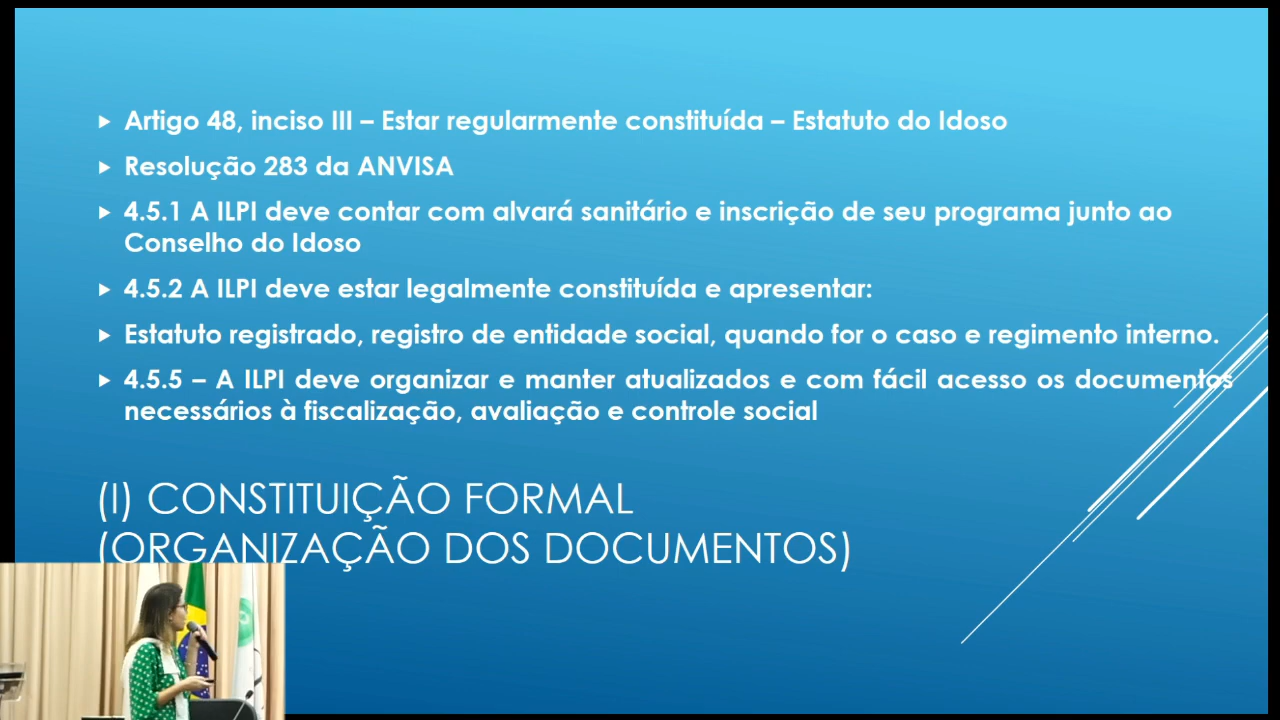 Artigo 48, inciso III – Estar regularmente constituída – Estatuto do Idoso
Resolução 283 da ANVISA
4.5.1 A ILPI deve contar com alvará sanitário e inscrição de seu programa junto ao
Conselho do Idoso
4.5.2 A ILPI deve estar legalmente constituída e apresentar:
Estatuto registrado, registro de entidade social, quando for o caso e regimento interno.
4.5.5 – A ILPI deve organizar e manter atualizados e com fácil acesso os documentos
necessários à fiscalização, avaliação e controle social
(I) CONSTITUIÇÃO FORMAL
(ORGANIZAÇÃO DOS DOCUMENTOS)